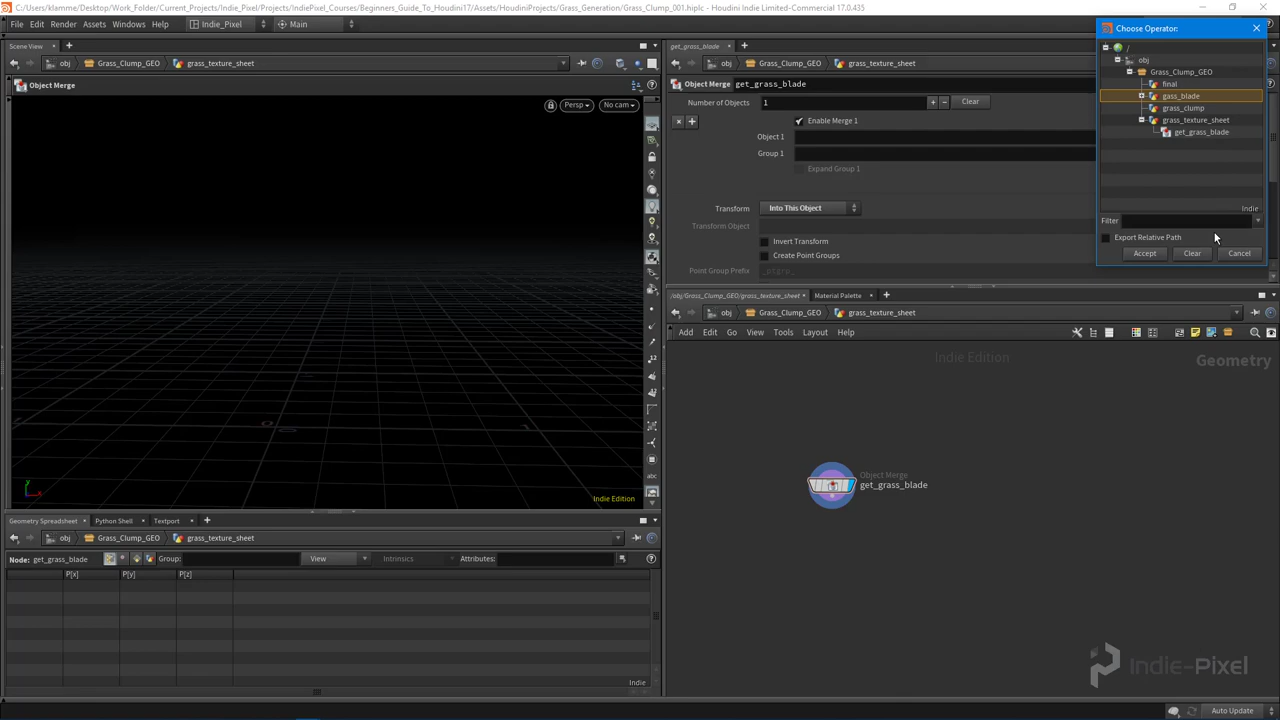 C:/Users/klamme/Desktop/Work_Folder/Current_Projects/Indie_Pixel/Projects/IndiePixel_Courses/Beginners_Guide_To_Houdini17/Assets/HoudiniProjects/Grass_Generation/Grass_Clump_001.hiplc - Houdini Indie Limited-Commercial 17.0.435
File Edit Render Assets Windows Help Indie_Pixel Main
Scene View
obj Grass_Clump_GEO grass_texture_sheet
Object Merge
Persp No cam
Indie Edition
Geometry Spreadsheet Python Shell Textport
obj Grass_Clump_GEO grass_texture_sheet
Node: get_grass_blade Group: View Intrinsics Attributes:
P[x] P[y] P[z]
Indie
get_grass_blade
obj Grass_Clump_GEO grass_texture_sheet
Object Merge get_grass_blade
Number of Objects 1 Clear
Enable Merge 1
Object 1
Group 1
Expand Group 1
Transform Into This Object
Transform Object
Invert Transform
Create Point Groups
Point Group Prefix
Choose Operator:
/
obj
Grass_Clump_GEO
final
gass_blade
grass_clump
grass_texture_sheet
get_grass_blade
Indie
Filter
Export Relative Path
Accept Clear Cancel
/obj/Grass_Clump_GEO/grass_texture_sheet Material Palette
obj Grass_Clump_GEO grass_texture_sheet
Add Edit Go View Tools Layout Help
Indie Edition Geometry
Object Merge
get_grass_blade
Indie-Pixel
Auto Update